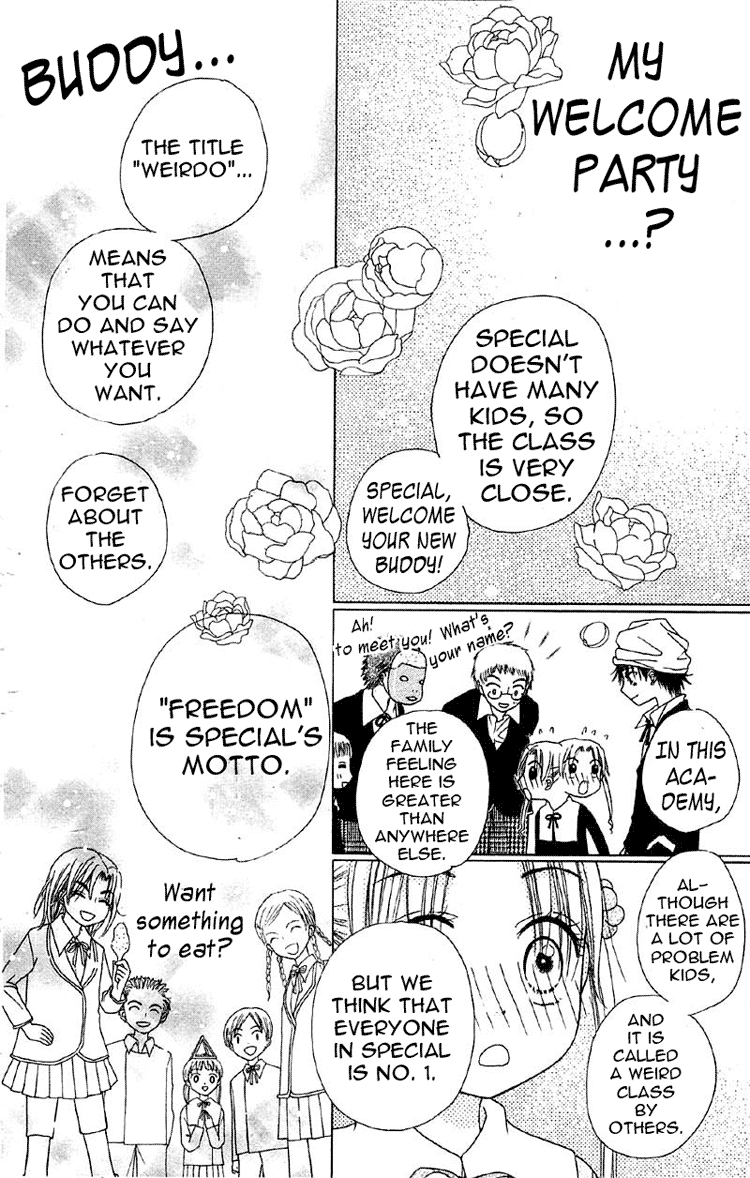 MY
WELCOME
PARTY
...?
SPECIAL
DOESN'T
HAVE MANY
KIDS, SO
THE CLASS
IS VERY
CLOSE.
SPECIAL,
WELCOME
YOUR NEW
BUDDY!
Ah!
to meet you! What's
your name?
IN THIS
ACA-
DEMY,
THE
FAMILY
FEELING
HERE IS
GREATER
THAN
ANYWHERE
ELSE.
AL-
THOUGH
THERE ARE
A LOT OF
PROBLEM
KIDS,
AND
IT IS
CALLED
A WEIRD
CLASS
BY
OTHERS.
BUT WE
THINK THAT
EVERYONE
IN SPECIAL
IS NO. 1.
BUDDY...
THE TITLE
"WEIRDO"...
MEANS
THAT
YOU CAN
DO AND SAY
WHATEVER
YOU
WANT.
FORGET
ABOUT
THE
OTHERS.
"FREEDOM"
IS SPECIAL'S
MOTTO.
Want
something
to eat?